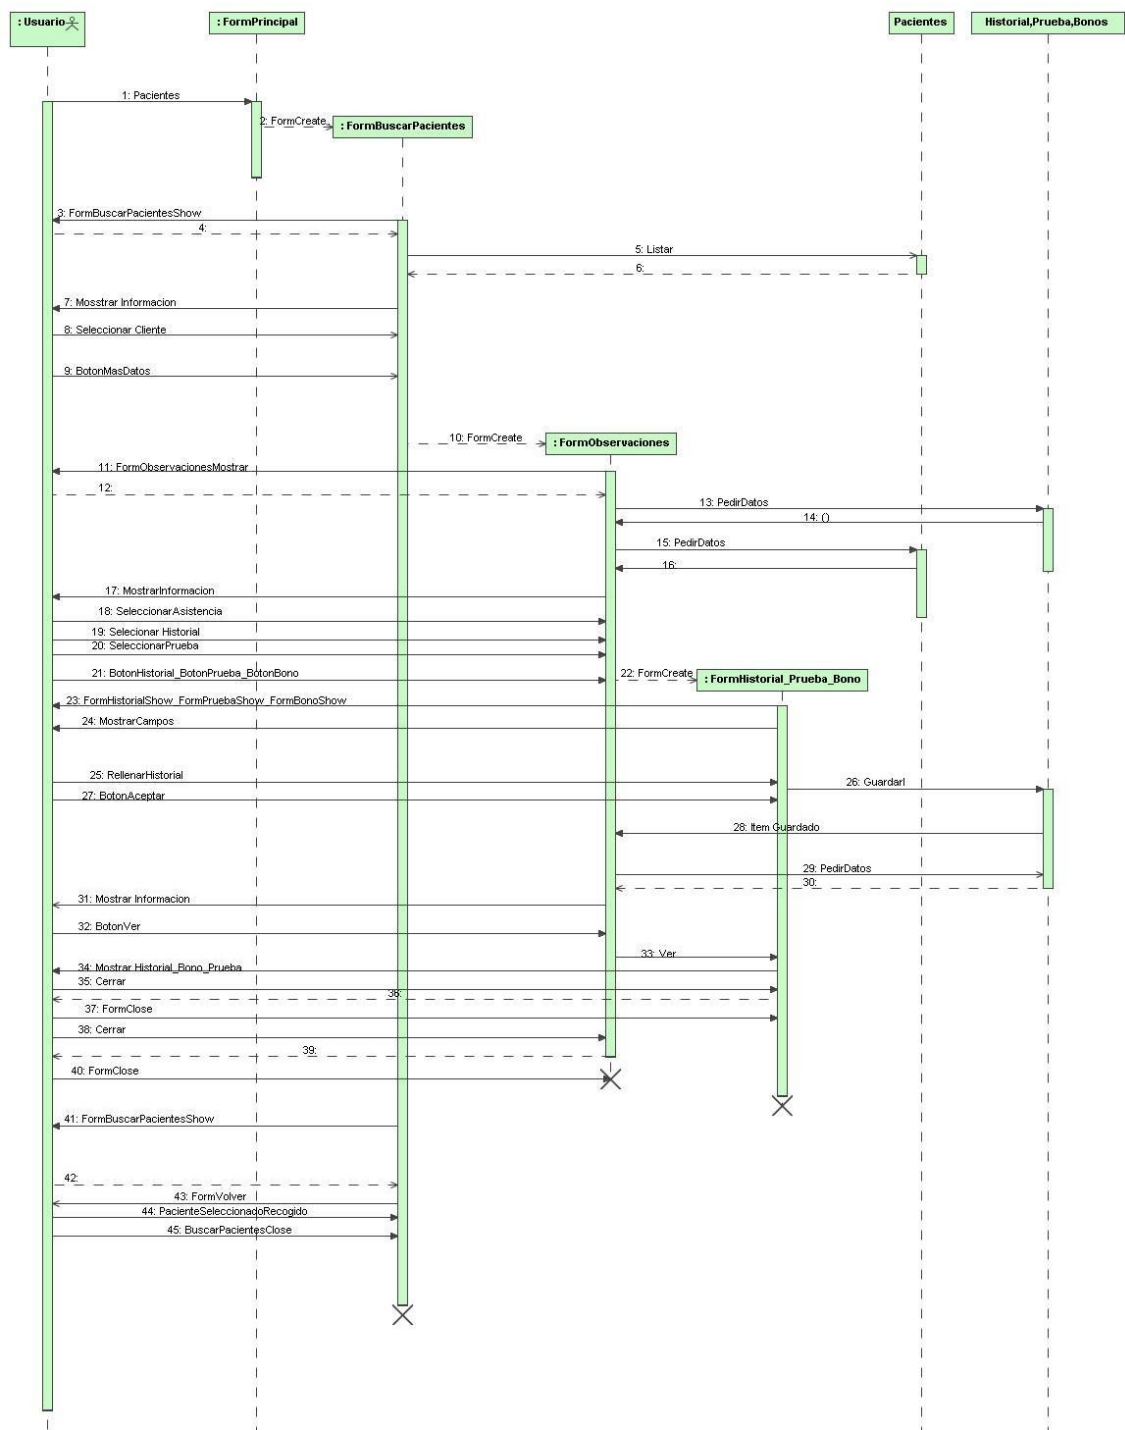 : Usuario
: FormPrincipal
Pacientes
Historial,Prueba,Bonos
1: Pacientes
2: FormCreate
: FormBuscarPacientes
3: FormBuscarPacientesShow
4:
5: Listar
6:
7: Mosstrar Informacion
8: Seleccionar Cliente
9: BotonMasDatos
10: FormCreate
: FormObservaciones
11: FormObservacionesMostrar
12:
13: PedirDatos
14: ()
15: PedirDatos
16:
17: MostrarInformacion
18: SeleccionarAsistencia
19: Selecionar Historial
20: SeleccionarPrueba
21: BotonHistorial_BotonPrueba_BotonBono
22: FormCreate
: FormHistorial_Prueba_Bono
23: FormHistorialShow_FormPruebaShow_FormBonoShow
24: MostrarCampos
25: RellenarHistorial
26: Guardarl
27: BotonAceptar
28: Item Guardado
29: PedirDatos
30:
31: Mostrar Informacion
32: BotonVer
33: Ver
34: Mostrar Historial_Bono_Prueba
35: Cerrar
36:
37: FormClose
38: Cerrar
39:
40: FormClose
41: FormBuscarPacientesShow
42:
43: FormVolver
44: PacienteSeleccionadoRecogido
45: BuscarPacientesClose